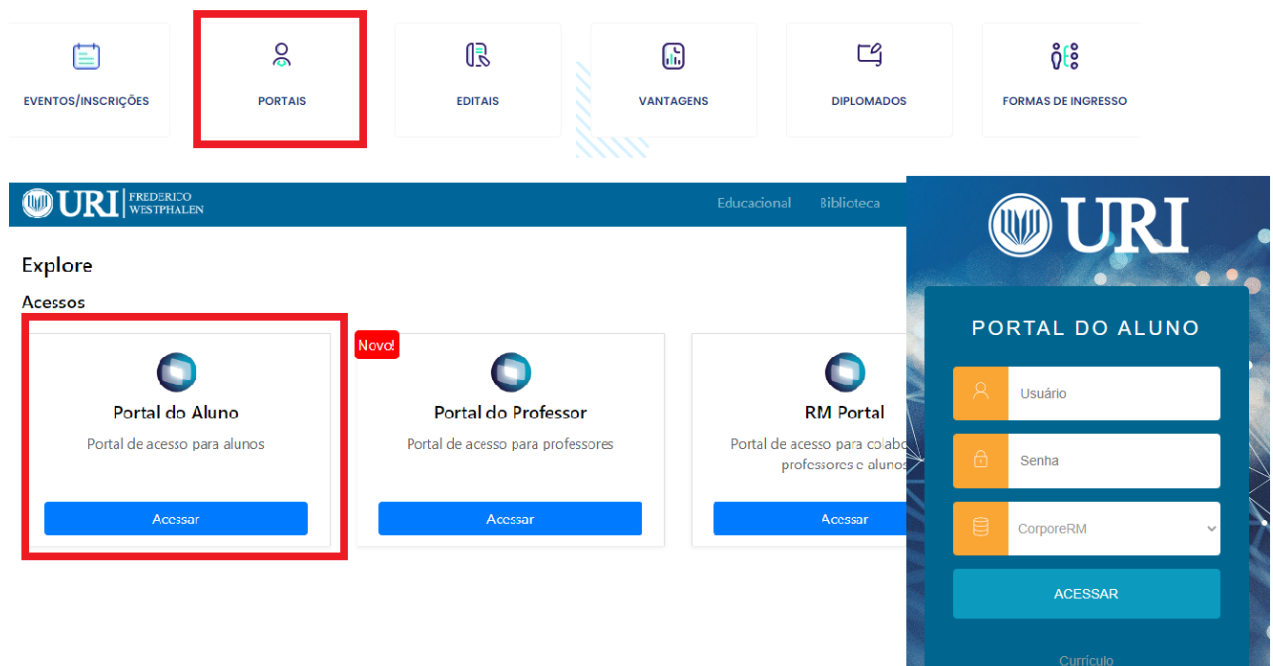 EVENTOS/INSCRIÇÕES
PORTAIS
EDITAIS
VANTAGENS
DIPLOMADOS
FORMAS DE INGRESSO
URI FREDERICO
WESTPHALEN
Educacional
Biblioteca
Explore
Acessos
Portal do Aluno
Portal de acesso para alunos
Acessar
Novo!
Portal do Professor
Portal de acesso para professores
Acessar
RM Portal
Portal de acesso para colabo
professores e alunos
Acessar
URI
PORTAL DO ALUNO
Usuário
Senha
CorporeRM
ACESSAR
Currículo